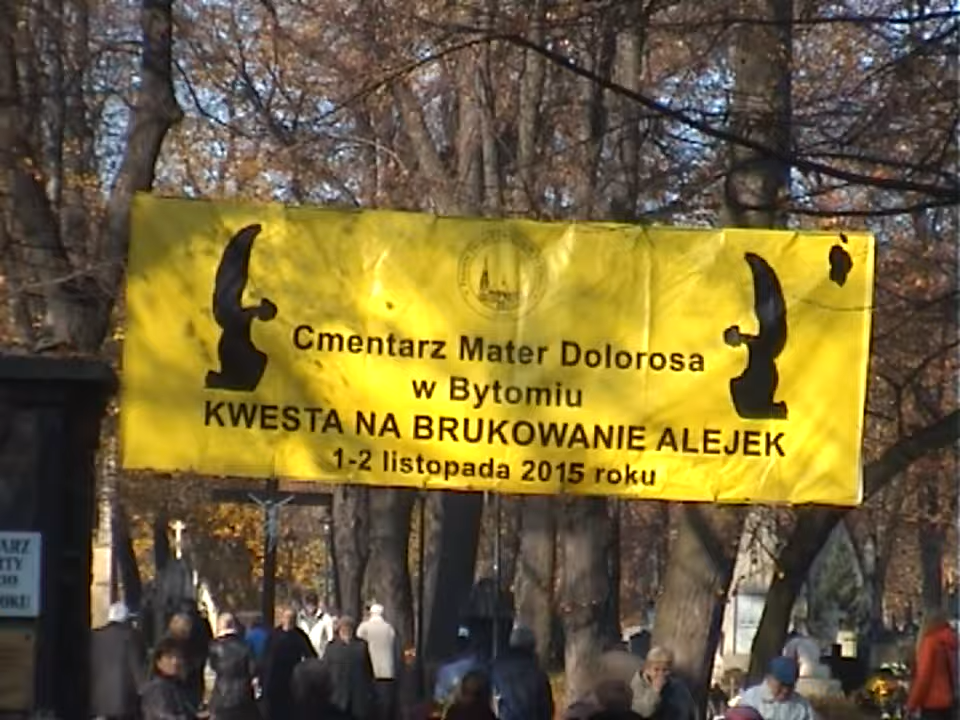 Cmentarz Mater Dolorosa
w Bytomiu
KWESTA NA BRUKOWANIE ALEJEK
1-2 listopada 2015 roku